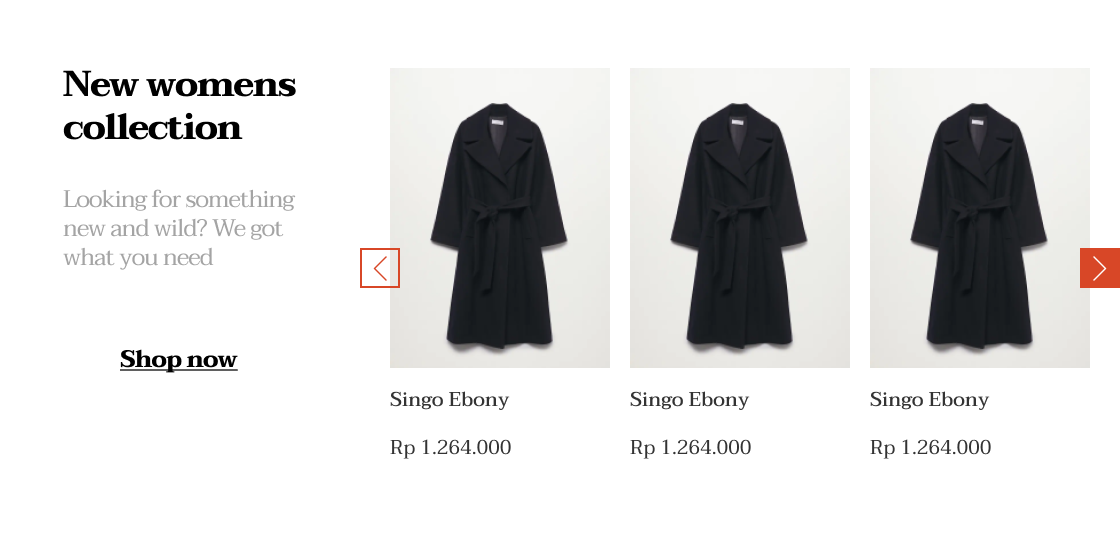 New womens
collection
Looking for something
new and wild? We got
what you need
Shop now
Singo Ebony
Rp 1.264.000
Singo Ebony
Rp 1.264.000
Singo Ebony
Rp 1.264.000